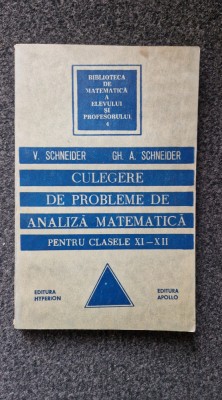 BIBLIOTECA
DE
MATEMATICĂ
A
ELEVULUI
ȘI
PROFESORULUI
4
V. SCHNEIDER GH. A. SCHNEIDER
CULEGERE
DE PROBLEME DE
ANALIZĂ MATEMATICĂ
PENTRU CLASELE XI–XII
EDITURA
HYPERION
EDITURA
APOLLO